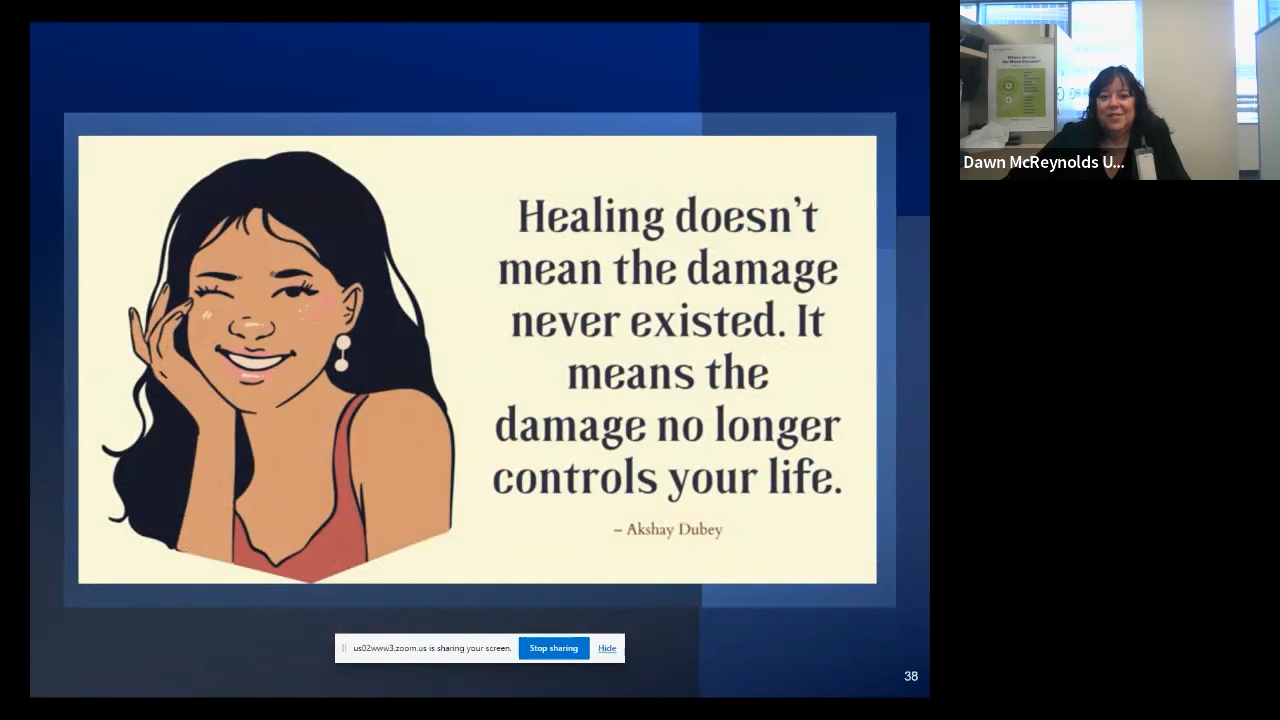 Healing doesn't
mean the damage
never existed. It
means the
damage no longer
controls your life.
– Akshay Dubey
us02www3.zoom.us is sharing your screen.
Stop sharing
Hide
38
Dawn McReynolds U...